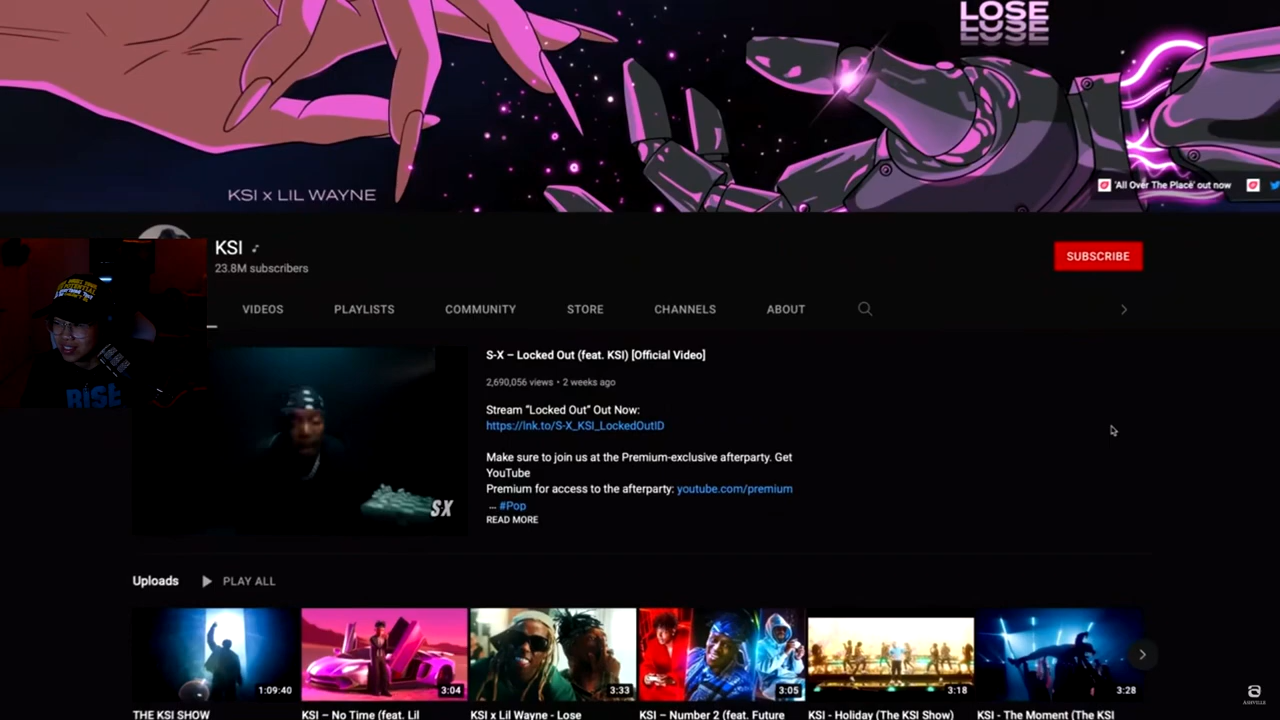 LOSE
LOSE
KSI x LIL WAYNE
'All Over The Place' out now
KSI
23.8M subscribers
SUBSCRIBE
VIDEOS
PLAYLISTS
COMMUNITY
STORE
CHANNELS
ABOUT
RISE
S-X – Locked Out (feat. KSI) [Official Video]
2,690,056 views • 2 weeks ago
Stream “Locked Out” Out Now:
https://lnk.to/S-X_KSI_LockedOutID
Make sure to join us at the Premium-exclusive afterparty. Get
YouTube
Premium for access to the afterparty: youtube.com/premium
... #Pop
READ MORE
S-X
Uploads
PLAY ALL
1:09:40
3:04
3:33
3:05
3:18
3:28
THE KSI SHOW
KSI – No Time (feat. Lil
KSI x Lil Wayne - Lose
KSI – Number 2 (feat. Future
KSI - Holiday (The KSI Show)
KSI - The Moment (The KSI
ASHVILLE